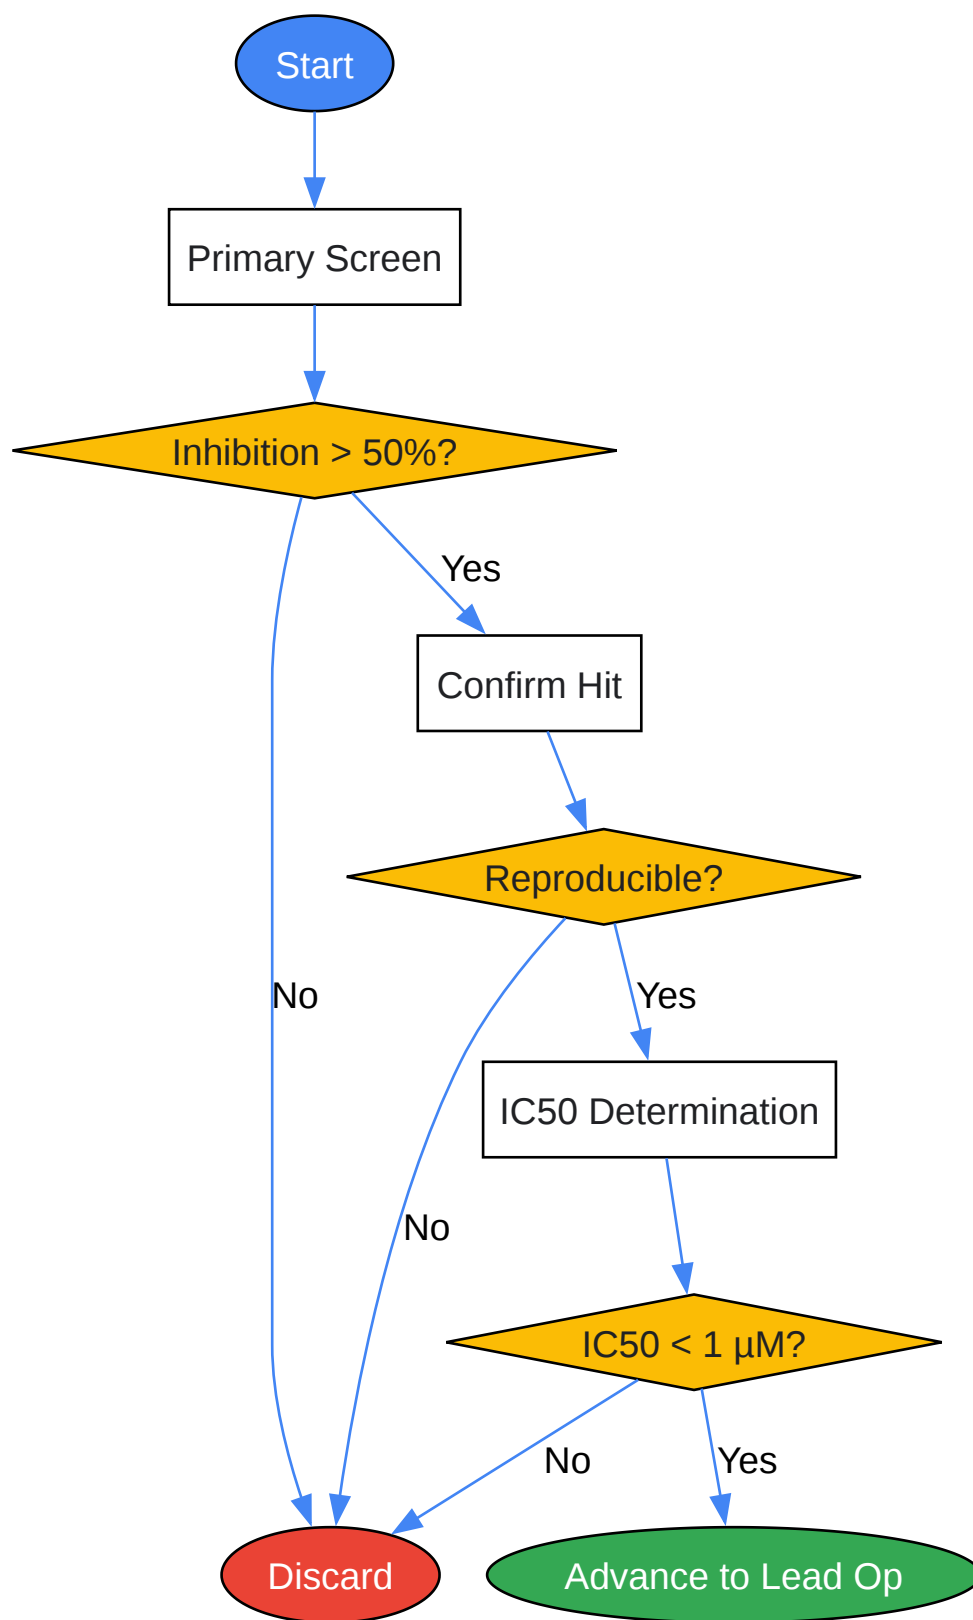 Start
Primary Screen
Inhibition > 50%?
Yes
Confirm Hit
Reproducible?
No
Yes
IC50 Determination
No
IC50 < 1 µM?
No
Yes
Discard
Advance to Lead Op